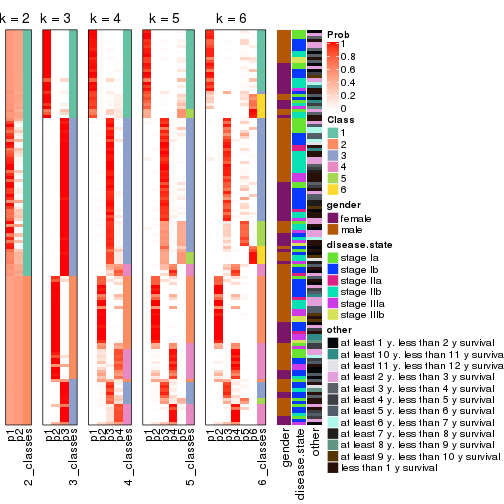 k = 2
k = 3
k = 4
k = 5
k = 6
Prob
1
0.8
0.6
0.4
0.2
0
Class
1
2
3
4
5
6
gender
female
male
disease.state
stage Ia
stage Ib
stage IIa
stage IIb
stage IIIa
stage IIIb
other
at least 1 y. less than 2 y survival
at least 10 y. less than 11 y survival
at least 11 y. less than 12 y survival
at least 2 y. less than 3 y survival
at least 3 y. less than 4 y survival
at least 4 y. less than 5 y survival
at least 5 y. less than 6 y survival
at least 6 y. less than 7 y survival
at least 7 y. less than 8 y survival
at least 8 y. less than 9 y survival
at least 9 y. less than 10 y survival
less than 1 y survival
p1
p2
2_classes
p1
p2
p3
3_classes
p1
p2
p3
p4
4_classes
p1
p2
p3
p4
p5
5_classes
p1
p2
p3
p4
p5
p6
6_classes
gender
disease.state
other